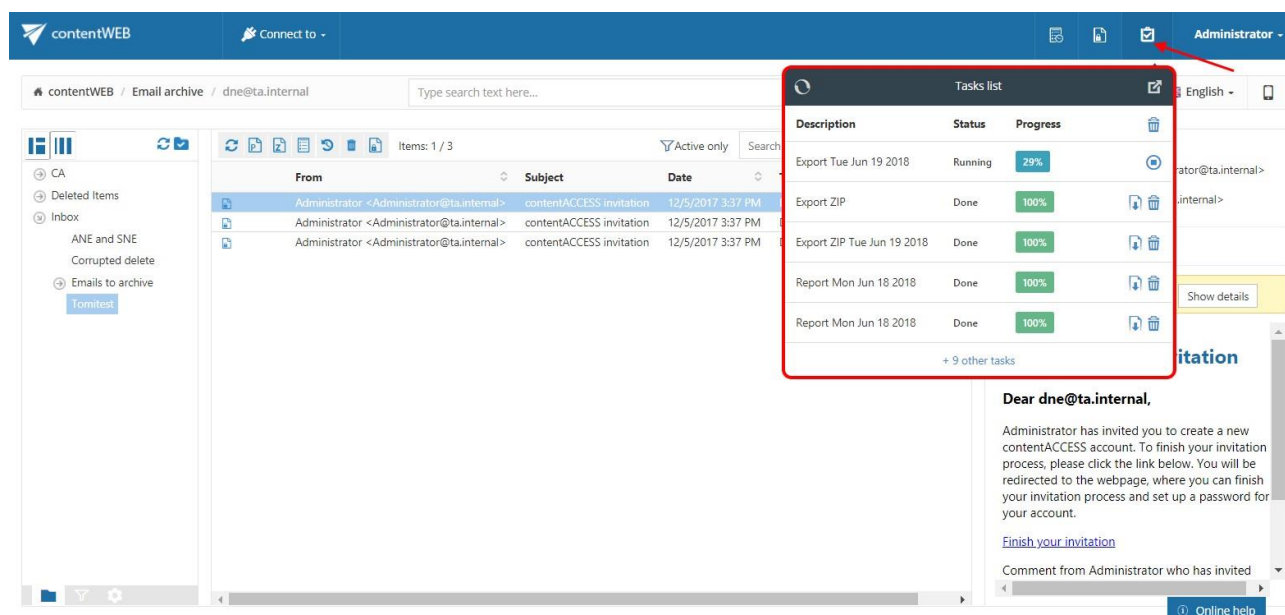 contentWEB
Connect to
Administrator
contentWEB / Email archive / dne@ta.internal
Type search text here...
English
Tasks list
Description Status Progress
Export Tue Jun 19 2018 Running 29%
Export ZIP Done 100%
Export ZIP Tue Jun 19 2018 Done 100%
Report Mon Jun 18 2018 Done 100%
Report Mon Jun 18 2018 Done 100%
+ 9 other tasks
CA
Deleted Items
Inbox
ANE and SNE
Corrupted delete
Emails to archive
Tomitest
Items: 1 / 3
Active only
Search
From Subject Date
Administrator <Administrator@ta.internal> contentACCESS invitation 12/5/2017 3:37 PM
Administrator <Administrator@ta.internal> contentACCESS invitation 12/5/2017 3:37 PM
Administrator <Administrator@ta.internal> contentACCESS invitation 12/5/2017 3:37 PM
rator@ta.internal>
.internal>
Show details
itation
Dear dne@ta.internal,
Administrator has invited you to create a new
contentACCESS account. To finish your invitation
process, please click the link below. You will be
redirected to the webpage, where you can finish
your invitation process and set up a password for
your account.
Finish your invitation
Comment from Administrator who has invited
Online help